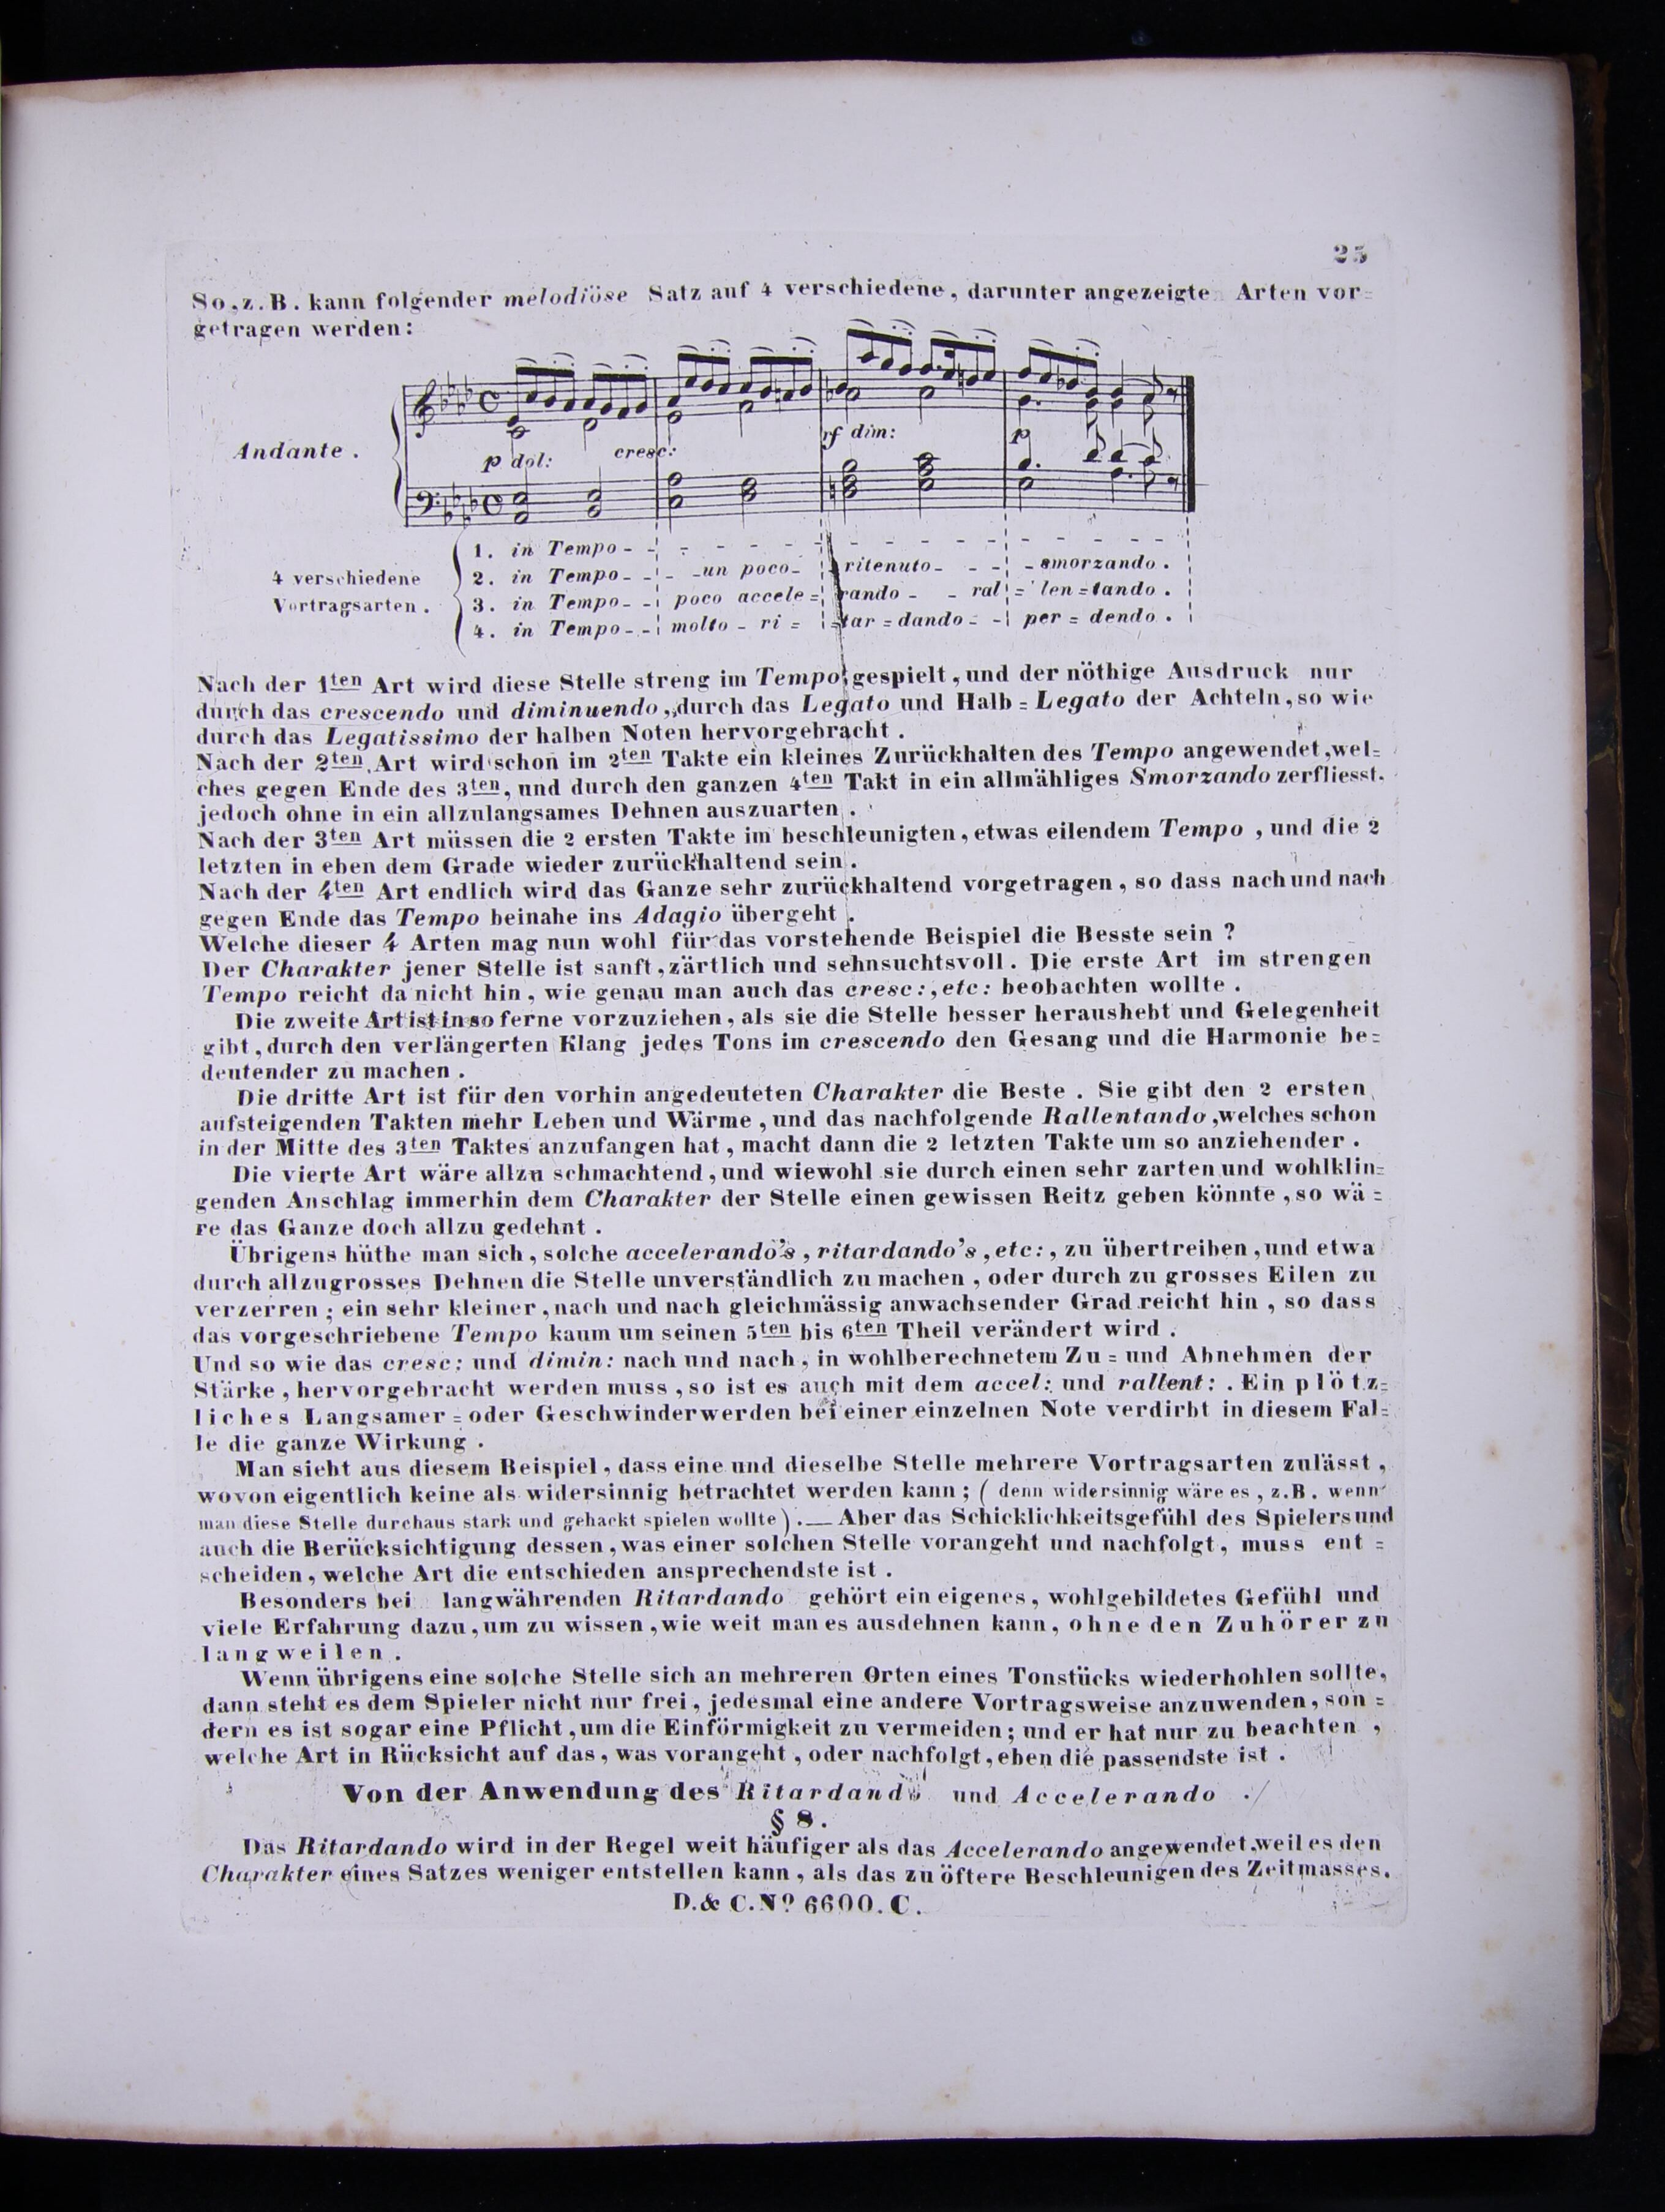 25
So, z. B. kann folgender melodiöse Satz auf 4 verschiedene, darunter angezeigte Arten vor=
getragen werden:
Andante.
p dol: cresc: rf dim: p
4 verschiedene
Vortragsarten.
1. in Tempo - - - - - - - - - - - - - - - - -
2. in Tempo - - - - un poco - ritenuto - - - - smorzando.
3. in Tempo - - poco accele = rando - - ral = len = tando.
4. in Tempo - - molto - ri = = tar = dando - - per = dendo.
Nach der 1ten Art wird diese Stelle streng im Tempo gespielt, und der nöthige Ausdruck nur
durch das crescendo und diminuendo, durch das Legato und Halb = Legato der Achteln, so wie
durch das Legatissimo der halben Noten hervorgebracht.
Nach der 2ten Art wird schon im 2ten Takte ein kleines Zurückhalten des Tempo angewendet, wel=
ches gegen Ende des 3ten, und durch den ganzen 4ten Takt in ein allmähliges Smorzando zerfliesst.
jedoch ohne in ein allzulangsames Dehnen auszuarten.
Nach der 3ten Art müssen die 2 ersten Takte im beschleunigten, etwas eilendem Tempo, und die 2
letzten in eben dem Grade wieder zurückhaltend sein.
Nach der 4ten Art endlich wird das Ganze sehr zurückhaltend vorgetragen, so dass nach und nach
gegen Ende das Tempo beinahe ins Adagio übergeht.
Welche dieser 4 Arten mag nun wohl für das vorstehende Beispiel die Besste sein?
Der Charakter jener Stelle ist sanft, zärtlich und sehnsuchtsvoll. Die erste Art im strengen
Tempo reicht da nicht hin, wie genau man auch das cresc:, etc: beobachten wollte.
Die zweite Art ist in so ferne vorzuziehen, als sie die Stelle besser heraushebt und Gelegenheit
gibt, durch den verlängerten Klang jedes Tons im crescendo den Gesang und die Harmonie be=
deutender zu machen.
Die dritte Art ist für den vorhin angedeuteten Charakter die Beste. Sie gibt den 2 ersten
aufsteigenden Takten mehr Leben und Wärme, und das nachfolgende Rallentando, welches schon
in der Mitte des 3ten Taktes anzufangen hat, macht dann die 2 letzten Takte um so anziehender.
Die vierte Art wäre allzu schmachtend, und wiewohl sie durch einen sehr zarten und wohlklin=
genden Anschlag immerhin dem Charakter der Stelle einen gewissen Reitz geben könnte, so wä=
re das Ganze doch allzu gedehnt.
Übrigens hüthe man sich, solche accelerando's, ritardando's, etc:, zu übertreiben, und etwa
durch allzugrosses Dehnen die Stelle unverständlich zu machen, oder durch zu grosses Eilen zu
verzerren; ein sehr kleiner, nach und nach gleichmässig anwachsender Grad reicht hin, so dass
das vorgeschriebene Tempo kaum um seinen 5ten bis 6ten Theil verändert wird.
Und so wie das cresc: und dimin: nach und nach, in wohlberechnetem Zu = und Abnehmen der
Stärke, hervorgebracht werden muss, so ist es auch mit dem accel: und rallent: . Ein plötz=
liches Langsamer = oder Geschwinderwerden bei einer einzelnen Note verdirbt in diesem Fal=
le die ganze Wirkung.
Man sieht aus diesem Beispiel, dass eine und dieselbe Stelle mehrere Vortragsarten zulässt,
wovon eigentlich keine als widersinnig betrachtet werden kann; (denn widersinnig wäre es, z. B. wenn
man diese Stelle durchaus stark und gehackt spielen wollte). — Aber das Schicklichkeitsgefühl des Spielers und
auch die Berücksichtigung dessen, was einer solchen Stelle vorangeht und nachfolgt, muss ent=
scheiden, welche Art die entschieden ansprechendste ist.
Besonders bei langwährenden Ritardando gehört ein eigenes, wohlgebildetes Gefühl und
viele Erfahrung dazu, um zu wissen, wie weit man es ausdehnen kann, ohne den Zuhörer zu
langweilen.
Wenn übrigens eine solche Stelle sich an mehreren Orten eines Tonstücks wiederhohlen sollte,
dann steht es dem Spieler nicht nur frei, jedesmal eine andere Vortragsweise anzuwenden, son=
dern es ist sogar eine Pflicht, um die Einförmigkeit zu vermeiden; und er hat nur zu beachten,
welche Art in Rücksicht auf das, was vorangeht, oder nachfolgt, eben die passendste ist.
Von der Anwendung des Ritardando und Accelerando.
§ 8.
Das Ritardando wird in der Regel weit häufiger als das Accelerando angewendet, weil es den
Charakter eines Satzes weniger entstellen kann, als das zu öftere Beschleunigen des Zeitmasses.
D. & C. No 6600. C.